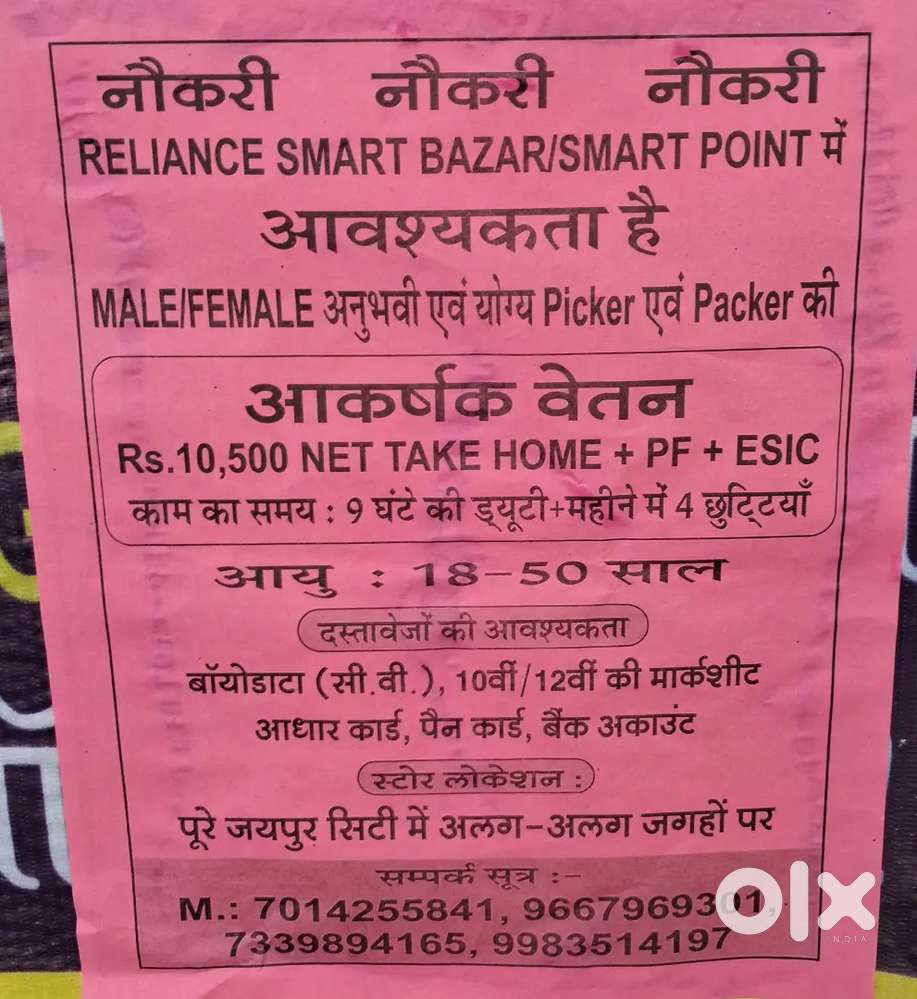 नौकरी नौकरी नौकरी
RELIANCE SMART BAZAR/SMART POINT में
आवश्यकता है
MALE/FEMALE अनुभवी एवं योग्य Picker एवं Packer की
आकर्षक वेतन
Rs.10,500 NET TAKE HOME + PF + ESIC
काम का समय : 9 घंटे की ड्यूटी+महीने में 4 छुट्टियाँ
आयु : 18-50 साल
दस्तावेजों की आवश्यकता
बॉयोडाटा (सी.वी.), 10वीं/12वीं की मार्कशीट
आधार कार्ड, पैन कार्ड, बैंक अकाउंट
स्टोर लोकेशन :
पूरे जयपुर सिटी में अलग-अलग जगहों पर
सम्पर्क सूत्र :-
M.: 7014255841, 9667969301,
7339894165, 9983514197
olx
INDIA